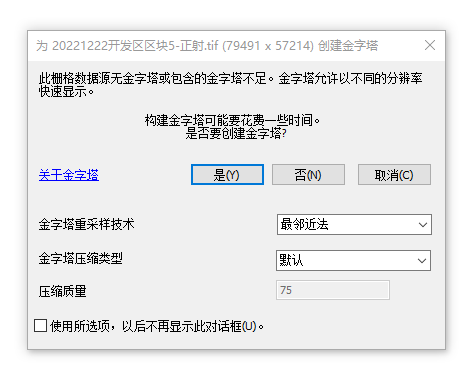 为 20221222开发区区块5-正射.tif (79491 x 57214) 创建金字塔
此栅格数据源无金字塔或包含的金字塔不足。金字塔允许以不同的分辨率
快速显示。
构建金字塔可能要花费一些时间。
是否要创建金字塔?
关于金字塔
是(Y)
否(N)
取消(C)
金字塔重采样技术
最邻近法
金字塔压缩类型
默认
压缩质量
75
使用所选项，以后不再显示此对话框(U)。